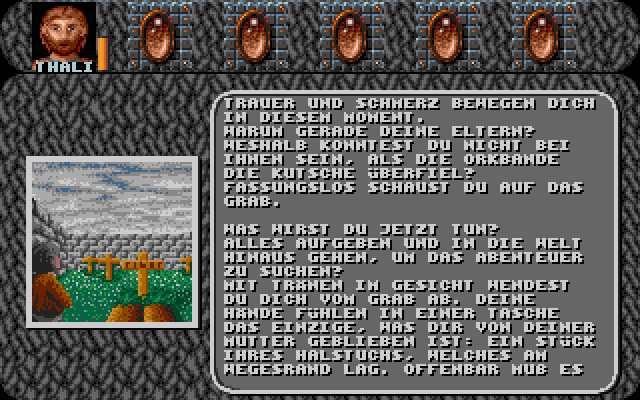 THALI
TRAUER UND SCHMERZ BEWEGEN DICH
IN DIESEM MOMENT.
WARUM GERADE DEINE ELTERN?
WESHALB KONNTEST DU NICHT BEI
IHNEN SEIN, ALS DIE ORKBANDE
DIE KUTSCHE ÜBERFIEL?
FASSUNGSLOS SCHAUST DU AUF DAS
GRAB.
WAS WIRST DU JETZT TUN?
ALLES AUFGEBEN UND IN DIE WELT
HINAUS GEHEN, UM DAS ABENTEUER
ZU SUCHEN?
MIT TRÄNEN IM GESICHT WENDEST
DU DICH VOM GRAB AB. DEINE
HÄNDE FÜHLEN IN EINER TASCHE
DAS EINZIGE, WAS DIR VON DEINER
MUTTER GEBLIEBEN IST: EIN STÜCK
IHRES HALSTUCHS, WELCHES AM
WEGESRAND LAG. OFFENBAR MUß ES